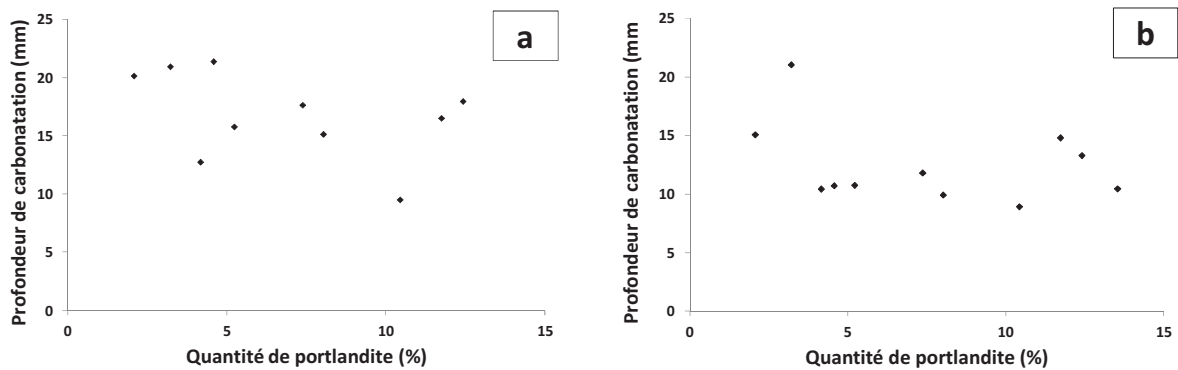 a
Profondeur de carbonatation (mm)
25
20
15
10
5
0
0 5 10 15
Quantité de portlandite (%)
b
Profondeur de carbonatation (mm
25
20
15
10
5
0
0 5 10 15
Quantité de portlandite (%)